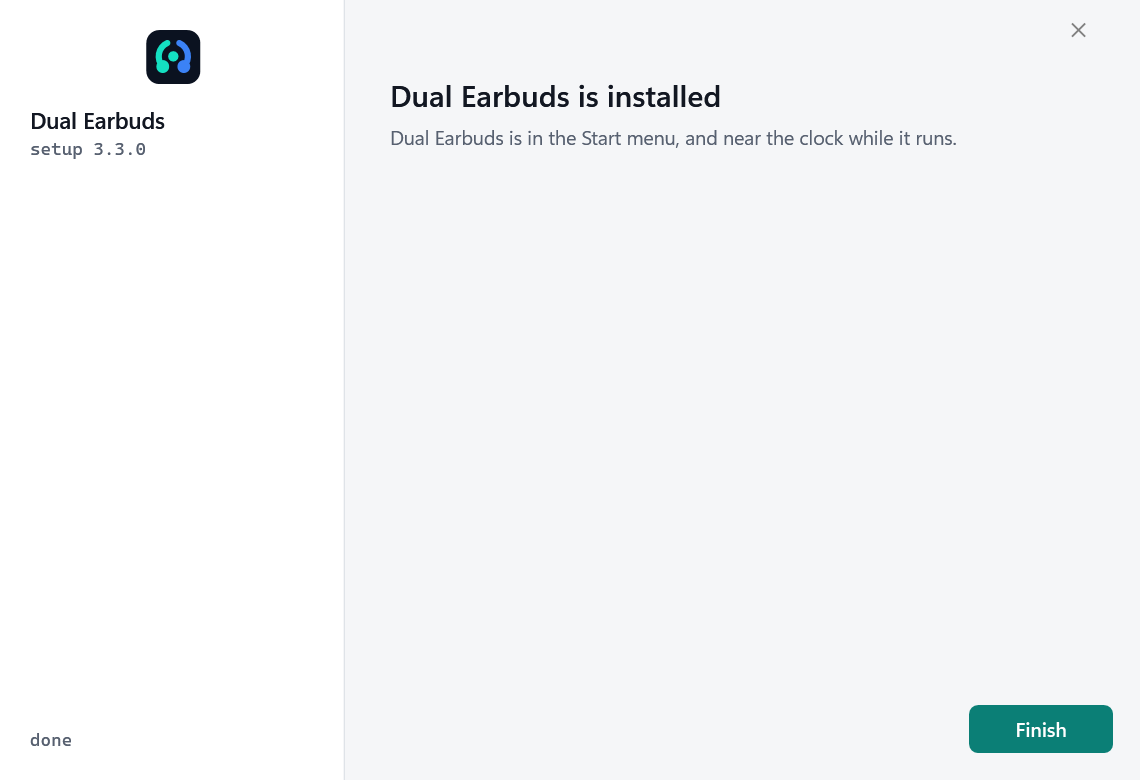 Dual Earbuds
setup 3.3.0
done
Dual Earbuds is installed
Dual Earbuds is in the Start menu, and near the clock while it runs.
Finish